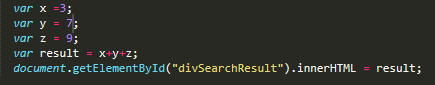 var x =3;
var y = 7;
var z = 9;
var result = x+y+z;
document.getElementById("divSearchResult").innerHTML = result;